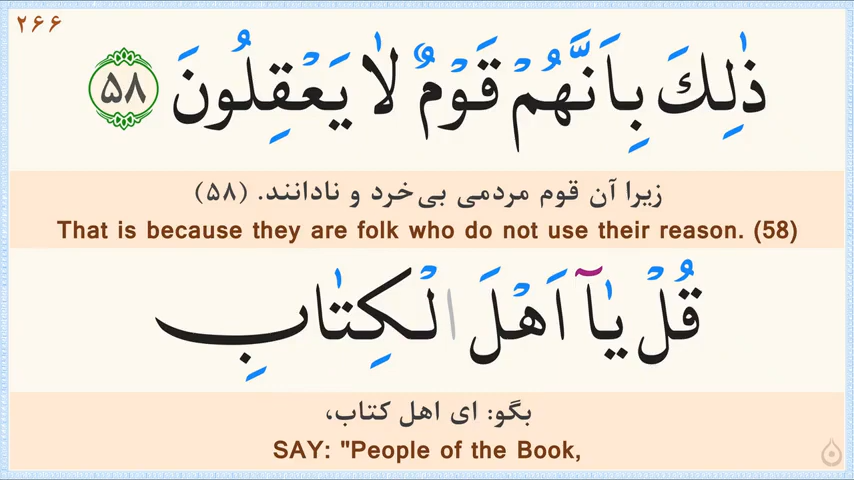 ۲۶۶
ذٰلِكَ بِاَنَّهُمْ قَوْمٌ لٰا يَعْقِلُونَ ۵۸
زیرا آن قوم مردمی بی‌خرد و نادانند. (۵۸)
That is because they are folk who do not use their reason. (58)
قُلْ يٰآ اَهْلَ الْكِتٰابِ
بگو: ای اهل کتاب،
SAY: "People of the Book,